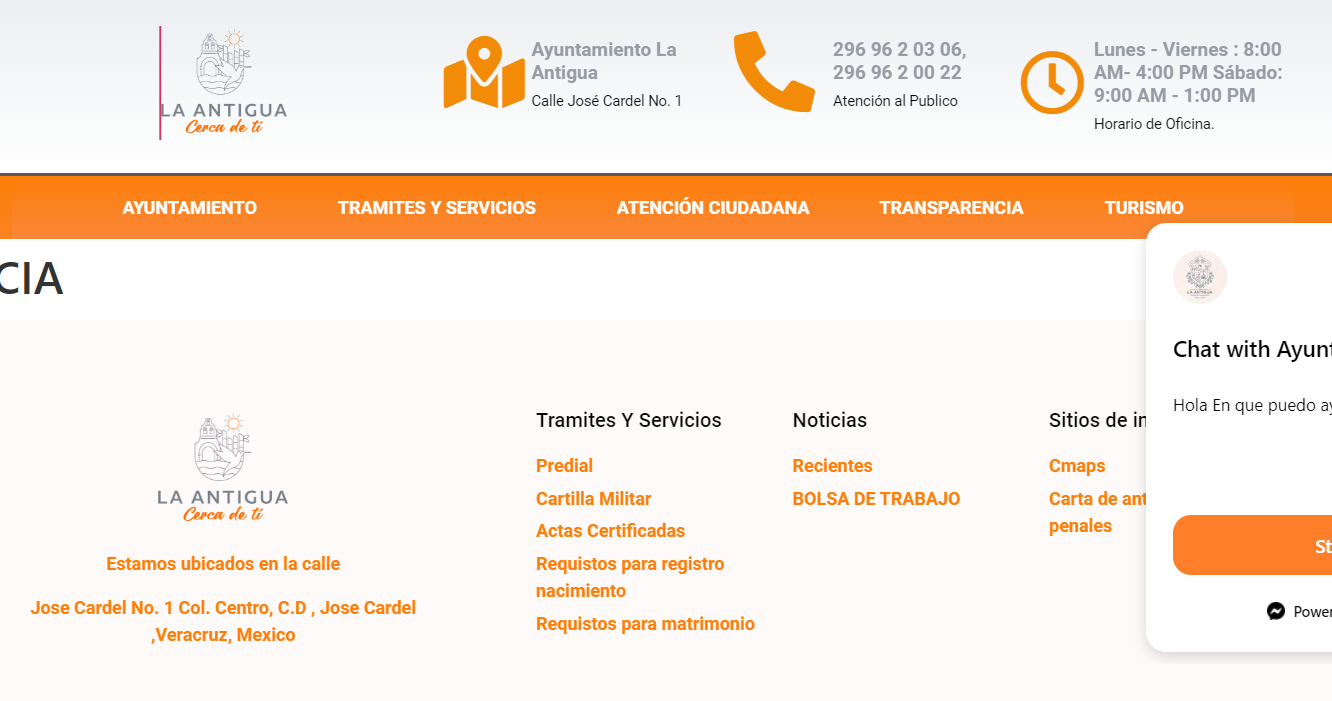 LA ANTIGUA
Cerca de ti
Ayuntamiento La
Antigua
Calle José Cardel No. 1
296 96 2 03 06,
296 96 2 00 22
Atención al Publico
Lunes - Viernes : 8:00
AM- 4:00 PM Sábado:
9:00 AM - 1:00 PM
Horario de Oficina.
AYUNTAMIENTO
TRAMITES Y SERVICIOS
ATENCIÓN CIUDADANA
TRANSPARENCIA
TURISMO
CIA
LA ANTIGUA
Cerca de ti
Estamos ubicados en la calle
Jose Cardel No. 1 Col. Centro, C.D , Jose Cardel
,Veracruz, Mexico
Tramites Y Servicios
Predial
Cartilla Militar
Actas Certificadas
Requistos para registro
nacimiento
Requistos para matrimonio
Noticias
Recientes
BOLSA DE TRABAJO
Sitios de in
Cmaps
Carta de ant
penales
LA ANTIGUA
Chat with Ayunt
Hola En que puedo ay
St
Power